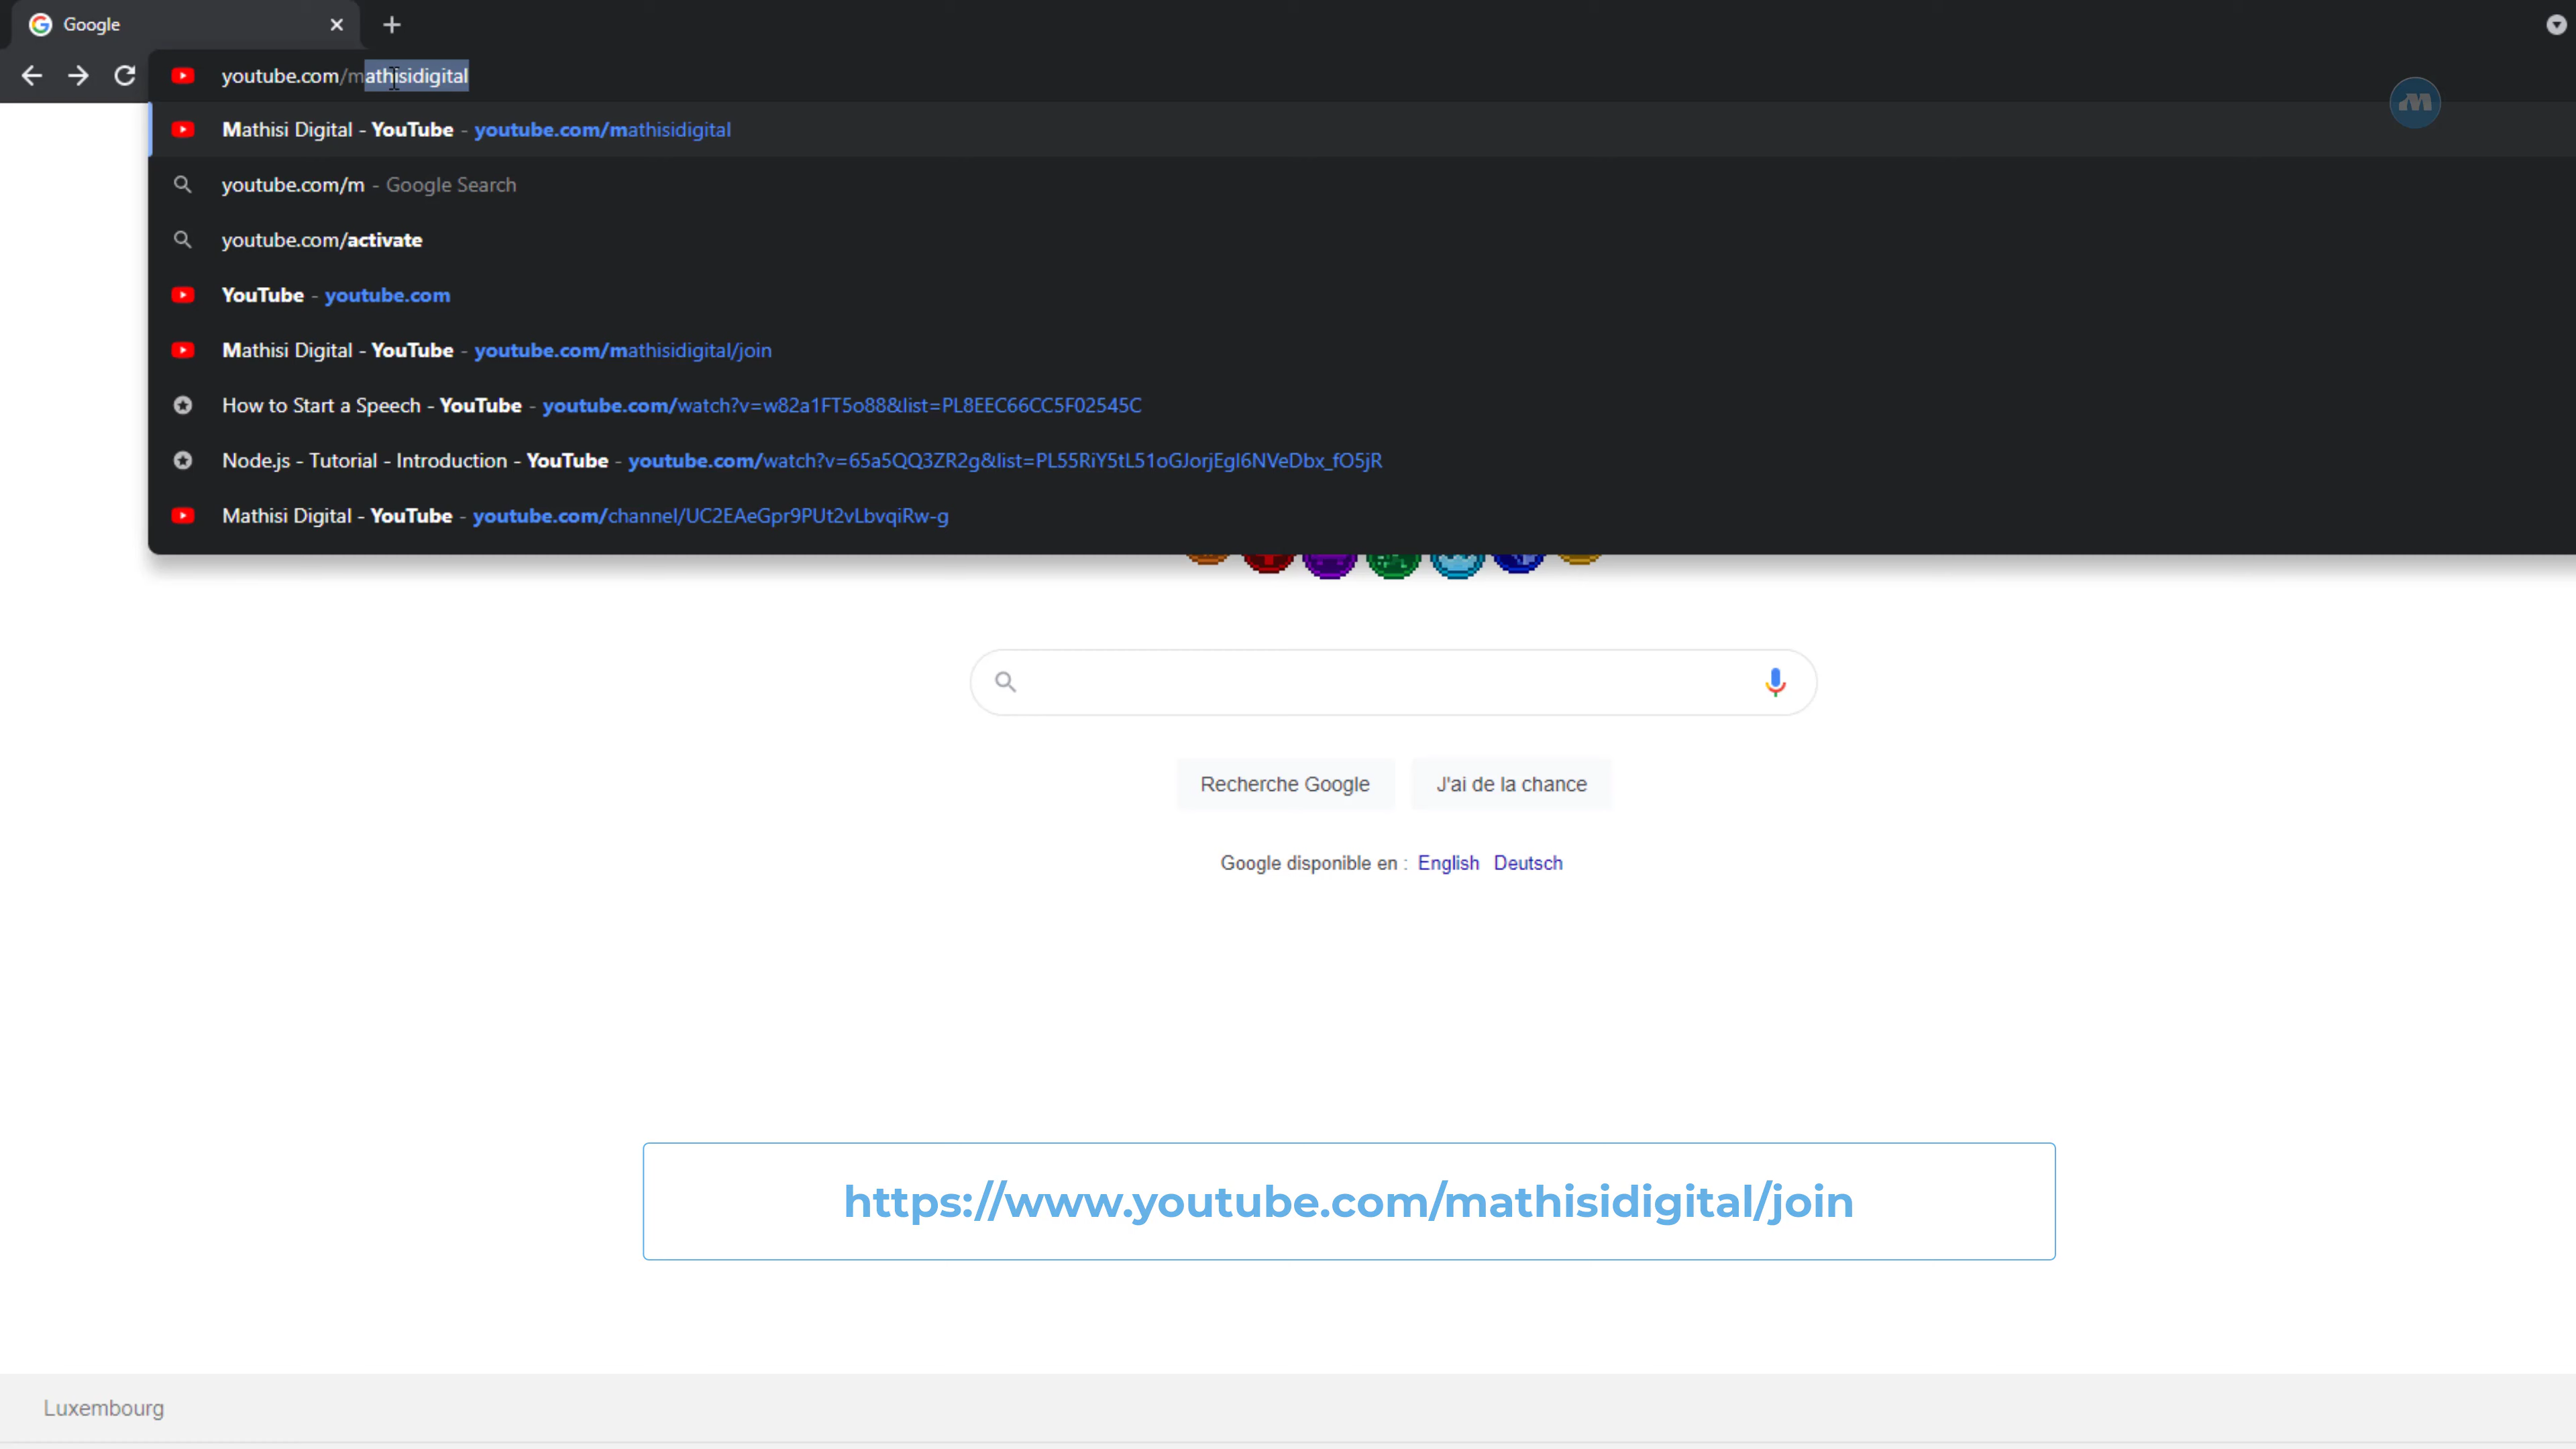 Google
youtube.com/mathisidigital
Mathisi Digital - YouTube - youtube.com/mathisidigital
youtube.com/m - Google Search
youtube.com/activate
YouTube - youtube.com
Mathisi Digital - YouTube - youtube.com/mathisidigital/join
How to Start a Speech - YouTube - youtube.com/watch?v=w82a1FT5o88&list=PL8EEC66CC5F02545C
Node.js - Tutorial - Introduction - YouTube - youtube.com/watch?v=65a5QQ3ZR2g&list=PL55RiY5tL51oGJorjEgl6NVeDbx_fO5jR
Mathisi Digital - YouTube - youtube.com/channel/UC2EAeGpr9PUt2vLbvqiRw-g
Recherche Google J'ai de la chance
Google disponible en : English Deutsch
https://www.youtube.com/mathisidigital/join
Luxembourg